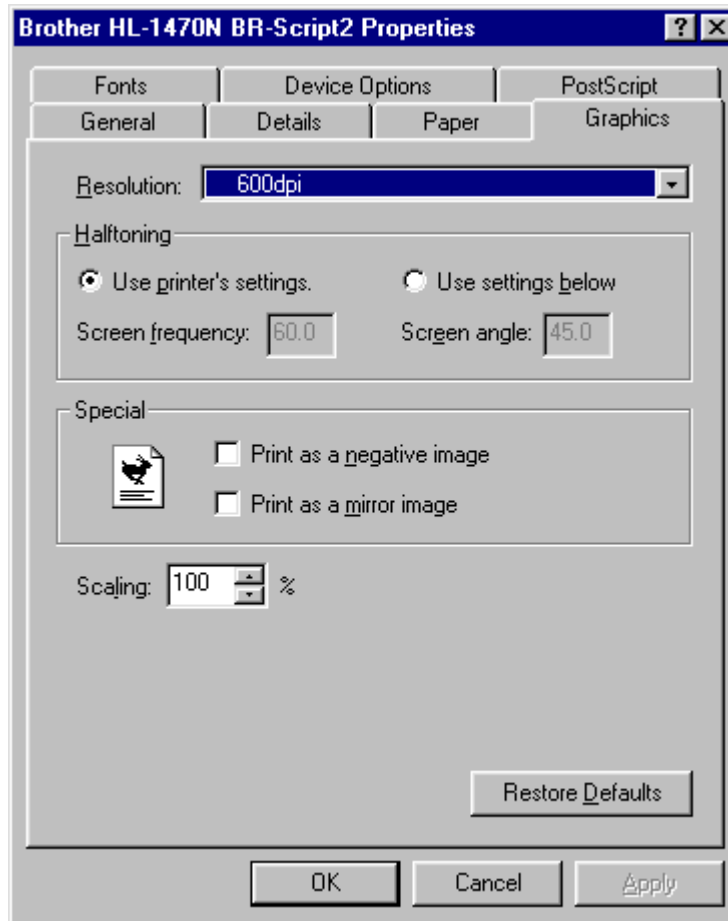 Brother HL-1470N BR-Script2 Properties
Fonts Device Options PostScript
General Details Paper Graphics
Resolution: 600dpi
Halftoning
Use printer's settings. Use settings below
Screen frequency: 60.0 Screen angle: 45.0
Special
Print as a negative image
Print as a mirror image
Scaling: 100 %
Restore Defaults
OK Cancel Apply